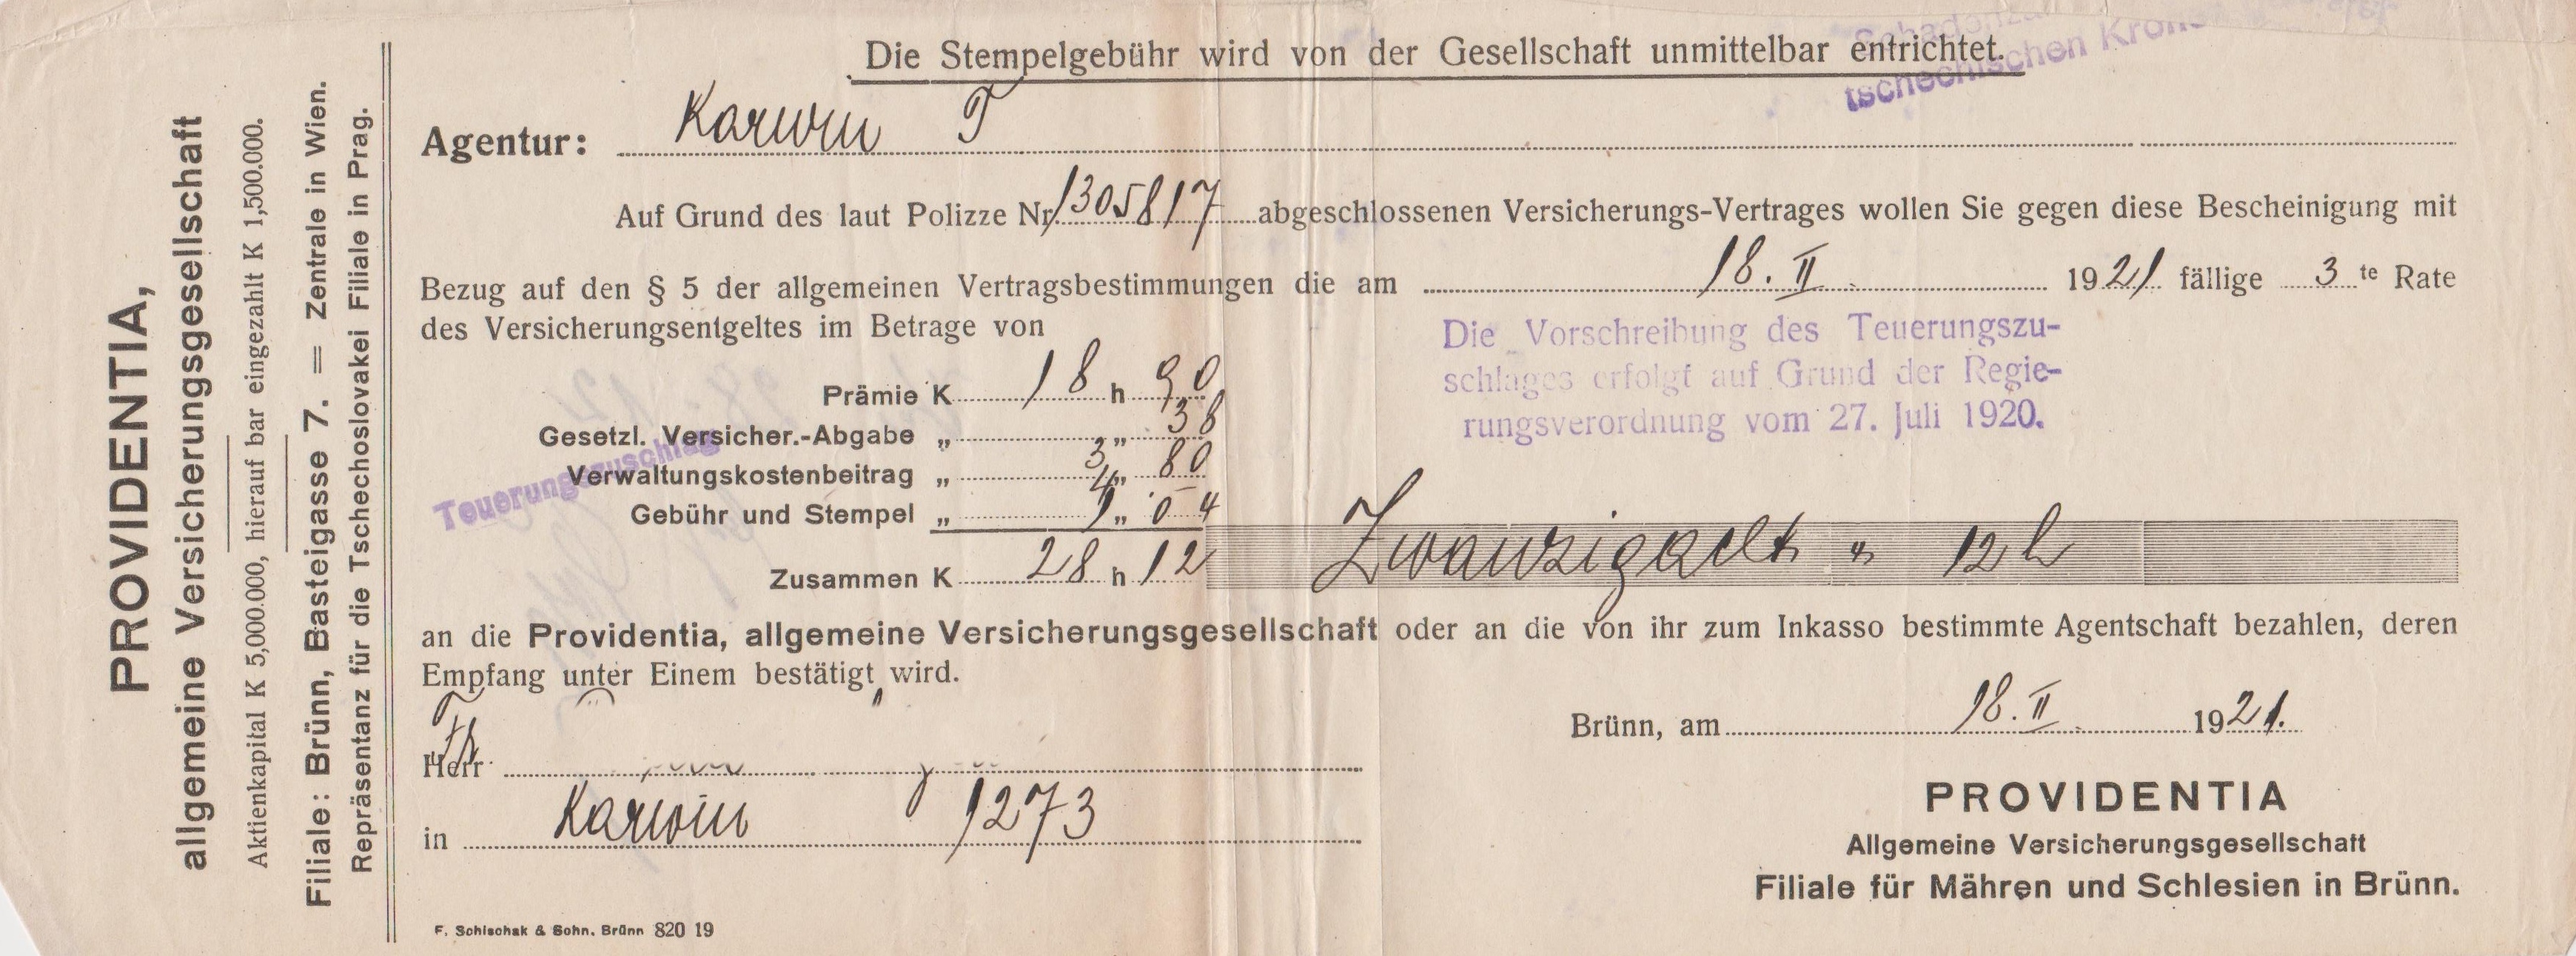 PROVIDENTIA,
allgemeine Versicherungsgesellschaft
Aktienkapital K 5,000.000, hierauf bar eingezahlt K 1,500.000.
Filiale: Brünn, Basteigasse 7. = Zentrale in Wien.
Repräsentanz für die Tschechoslovakei Filiale in Prag.
Die Stempelgebühr wird von der Gesellschaft unmittelbar entrichtet.
tschechischen Kronen
Agentur: Karwin T
Auf Grund des laut Polizze Nr. 1305817 abgeschlossenen Versicherungs-Vertrages wollen Sie gegen diese Bescheinigung mit
Bezug auf den § 5 der allgemeinen Vertragsbestimmungen die am 18. II 1921 fällige 3 te Rate
des Versicherungsentgeltes im Betrage von
Die Vorschreibung des Teuerungszu-
schlages erfolgt auf Grund der Regie-
rungsverordnung vom 27. Juli 1920.
Prämie K 18 h 90
Gesetzl. Versicher.-Abgabe „ „ 38
Teuerungszuschlag
Verwaltungskostenbeitrag „ 3 „ 80
Gebühr und Stempel „ „ 04
Zusammen K 28 h 12 Zwanzigacht " 12 h
an die Providentia, allgemeine Versicherungsgesellschaft oder an die von ihr zum Inkasso bestimmte Agentschaft bezahlen, deren
Empfang unter Einem bestätigt wird.
Brünn, am 18. II 1921.
Herr Fr
in Karwin 1273
PROVIDENTIA
Allgemeine Versicherungsgesellschaft
Filiale für Mähren und Schlesien in Brünn.
F. Schischak & Sohn, Brünn 820 19